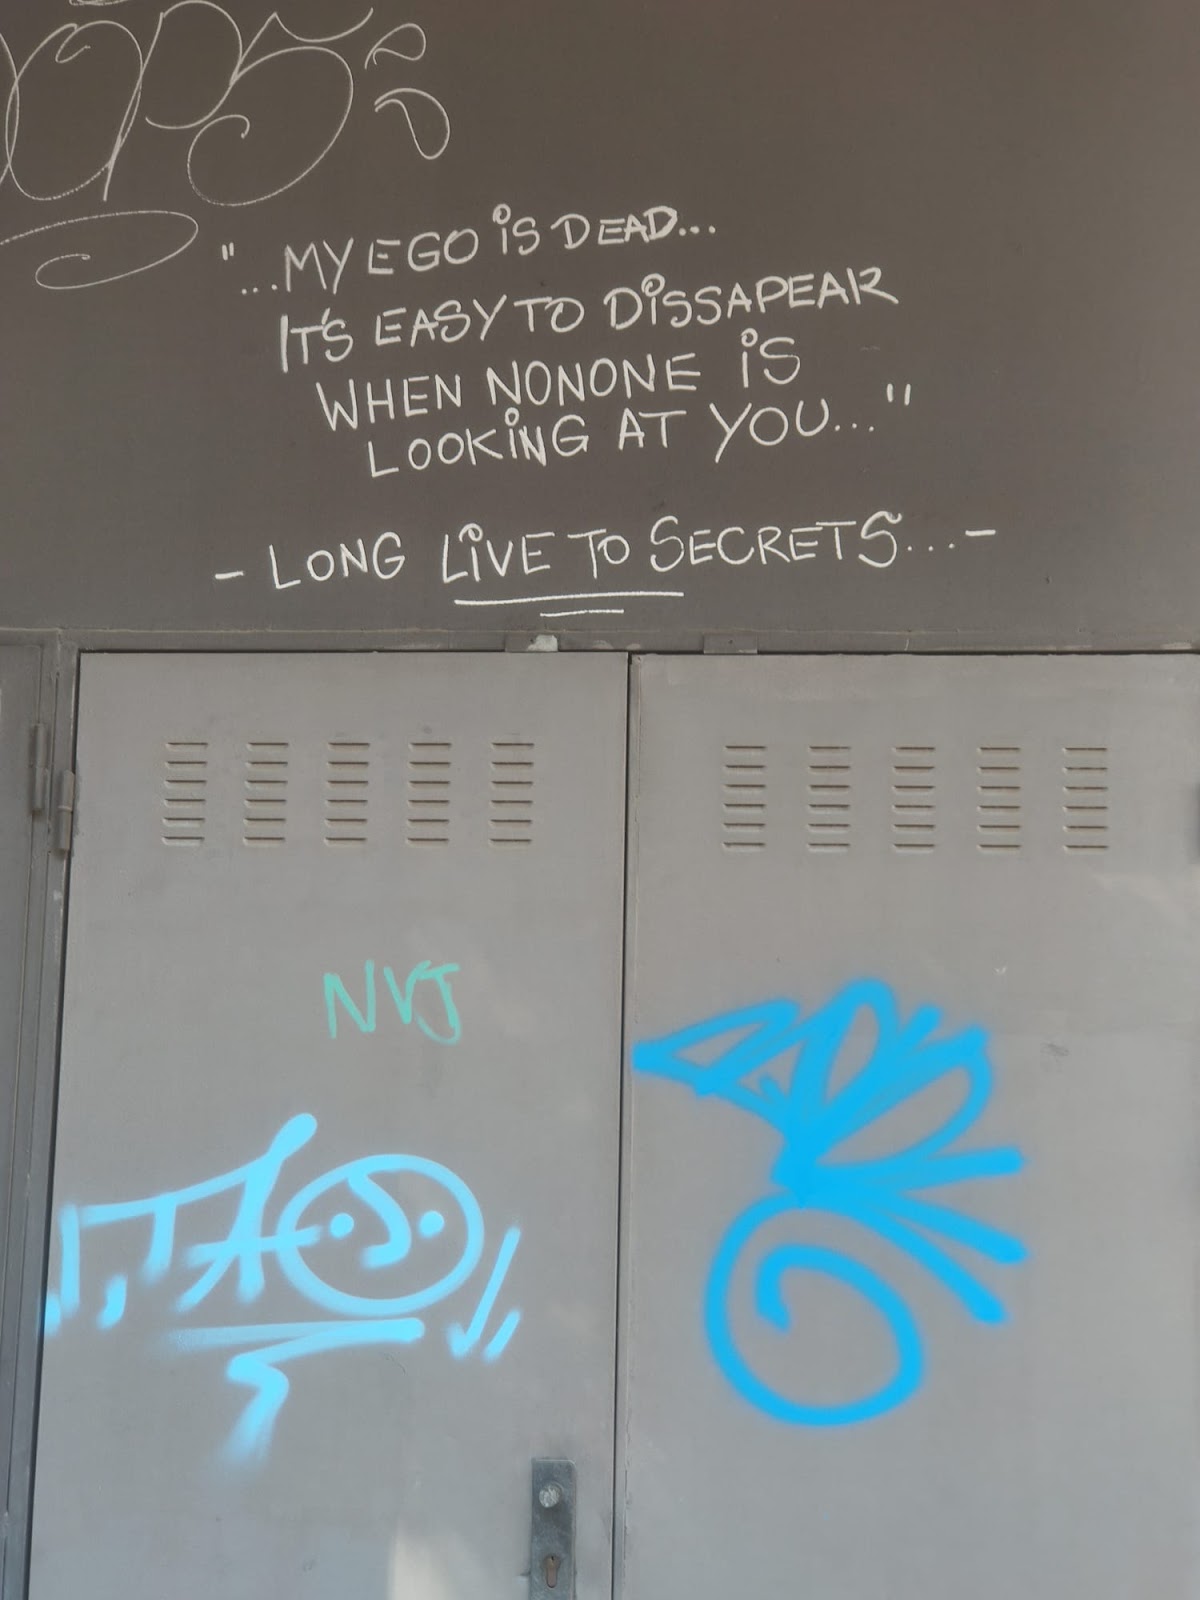 "...MY EGO iS DEAD...
IT'S EASY TO DiSSAPEAR
WHEN NONONE iS
LOOKiNG AT YOU..."
- LONG LiVE TO SECRETS...-
NVJ